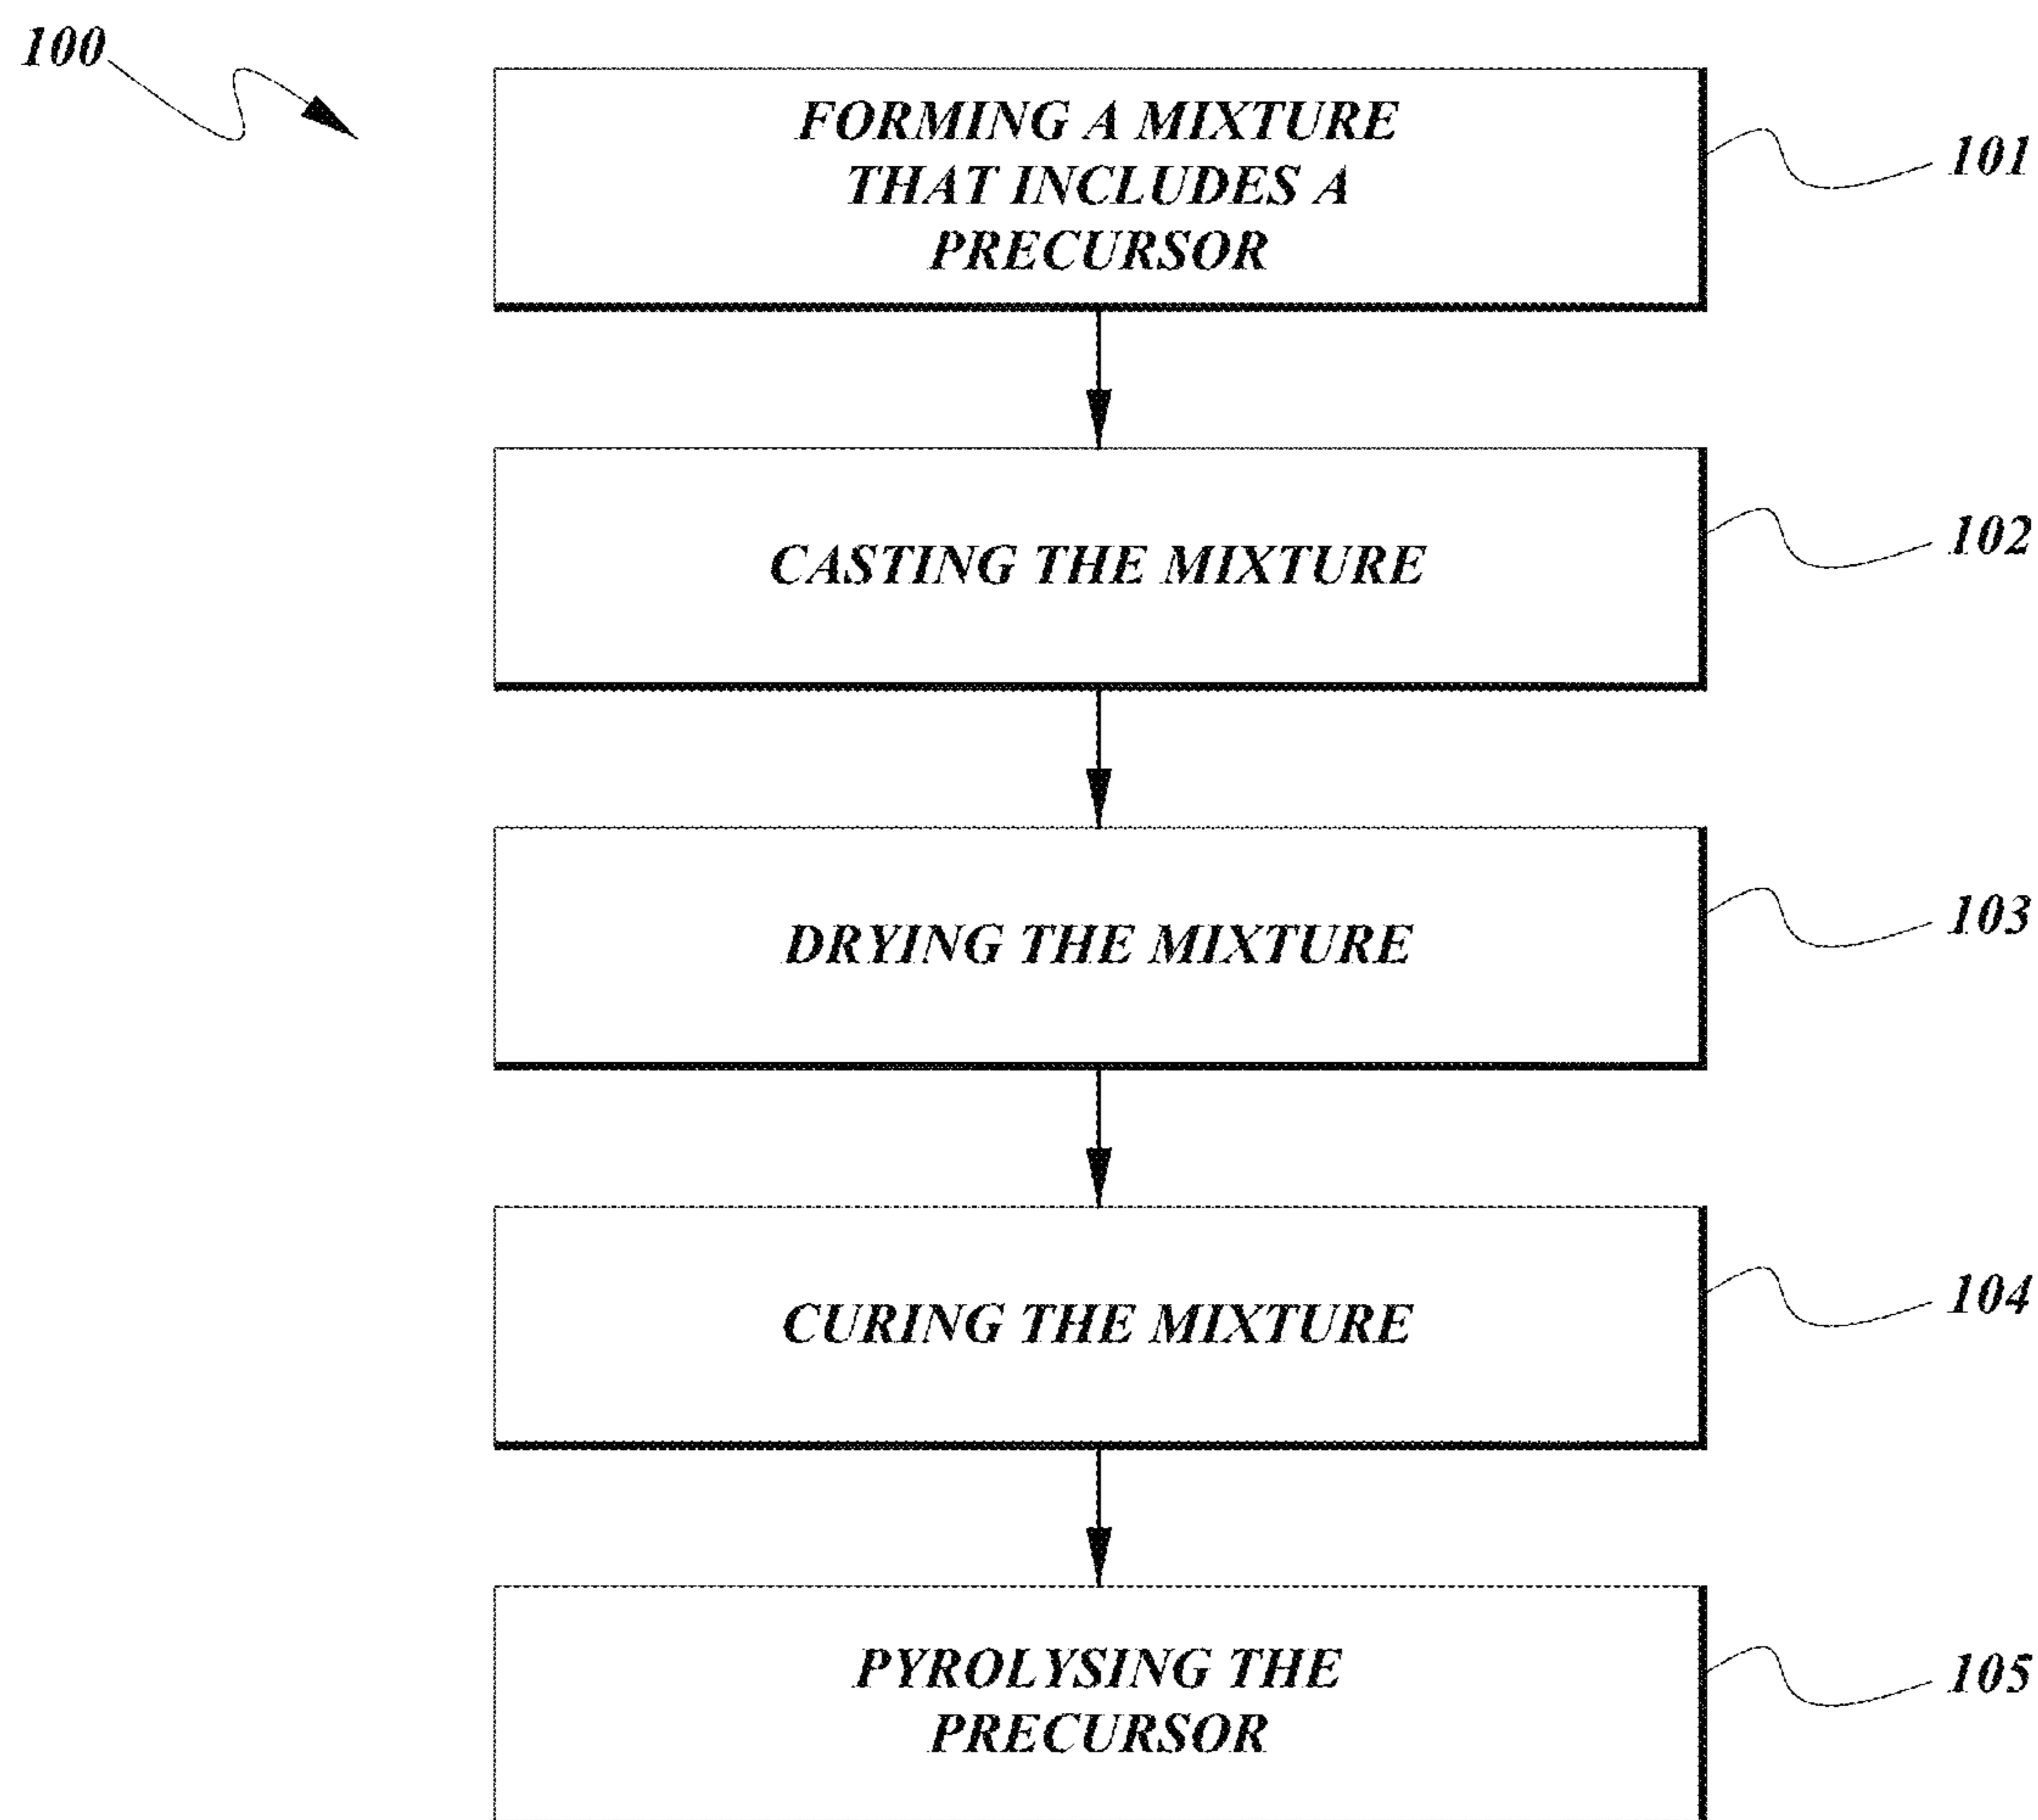 100
FORMING A MIXTURE
THAT INCLUDES A
PRECURSOR
101
CASTING THE MIXTURE
102
DRYING THE MIXTURE
103
CURING THE MIXTURE
104
PYROLYSING THE
PRECURSOR
105